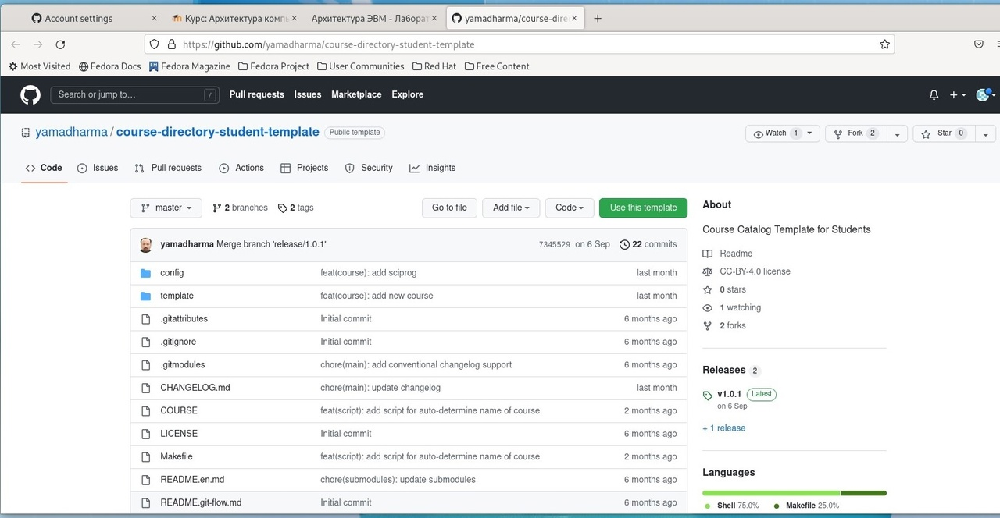 Account settings
Курс: Архитектура комп
Архитектура ЭВМ - Лаборат
yamadharma/course-dire
https://github.com/yamadharma/course-directory-student-template
Most Visited
Fedora Docs
Fedora Magazine
Fedora Project
User Communities
Red Hat
Free Content
Search or jump to…
/
Pull requests
Issues
Marketplace
Explore
yamadharma / course-directory-student-template
Public template
Watch 1
Fork 2
Star 0
Code
Issues
Pull requests
Actions
Projects
Security
Insights
master
2 branches
2 tags
Go to file
Add file
Code
Use this template
yamadharma Merge branch 'release/1.0.1'
7345529 on 6 Sep
22 commits
config feat(course): add sciprog last month
template feat(course): add new course last month
.gitattributes Initial commit 6 months ago
.gitignore Initial commit 6 months ago
.gitmodules chore(main): add conventional changelog support 6 months ago
CHANGELOG.md chore(main): update changelog last month
COURSE feat(script): add script for auto-determine name of course 2 months ago
LICENSE Initial commit 6 months ago
Makefile feat(script): add script for auto-determine name of course 2 months ago
README.en.md chore(submodules): update submodules 6 months ago
README.git-flow.md Initial commit 6 months ago
About
Course Catalog Template for Students
Readme
CC-BY-4.0 license
0 stars
1 watching
2 forks
Releases 2
v1.0.1 Latest
on 6 Sep
+ 1 release
Languages
Shell 75.0%
Makefile 25.0%